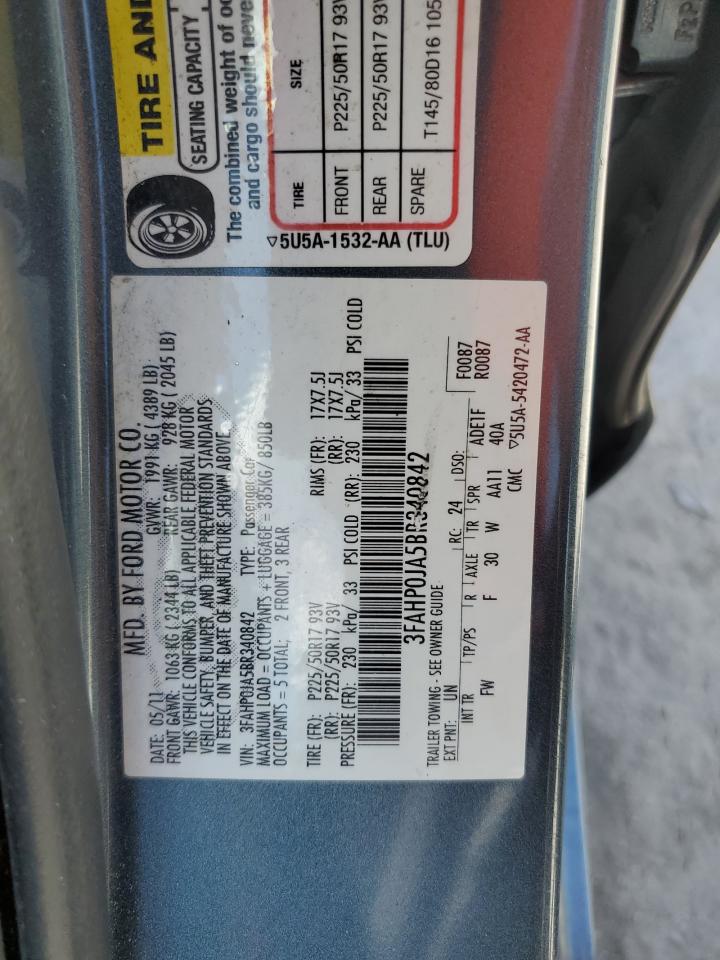 TIRE AND
SEATING CAPACITY
The combined weight of oc
and cargo should never
TIRE SIZE
FRONT P225/50R17 93V
REAR P225/50R17 93V
SPARE T145/80D16 105
▽5U5A-1532-AA (TLU)
MFD. BY FORD MOTOR CO.
DATE: 05/11 GVWR: 1991 KG ( 4389 LB)
FRONT GAWR: 1063 KG ( 2344 LB) REAR GAWR: 928 KG ( 2045 LB)
THIS VEHICLE CONFORMS TO ALL APPLICABLE FEDERAL MOTOR
VEHICLE SAFETY, BUMPER, AND THEFT PREVENTION STANDARDS
IN EFFECT ON THE DATE OF MANUFACTURE SHOWN ABOVE.
VIN: 3FAHP0JA5BR340842 TYPE: Passenger Car
MAXIMUM LOAD = OCCUPANTS + LUGGAGE = 385KG/ 850LB
OCCUPANTS = 5 TOTAL; 2 FRONT, 3 REAR
TIRE (FR): P225/50R17 93V RIMS (FR): 17X7.5J
(RR): P225/50R17 93V (RR): 17X7.5J
PRESSURE (FR): 230 kPa/ 33 PSI COLD (RR): 230 kPa/ 33 PSI COLD
3FAHP0JA5BR340842
TRAILER TOWING - SEE OWNER GUIDE
EXT PNT: UN RC: 24 DSO: F0087
R0087
INT TR TP/PS R AXLE TR SPR ADE1F
FW F 30 W AA11 40A
CMC ▽5U5A-5420472-AA
F2P